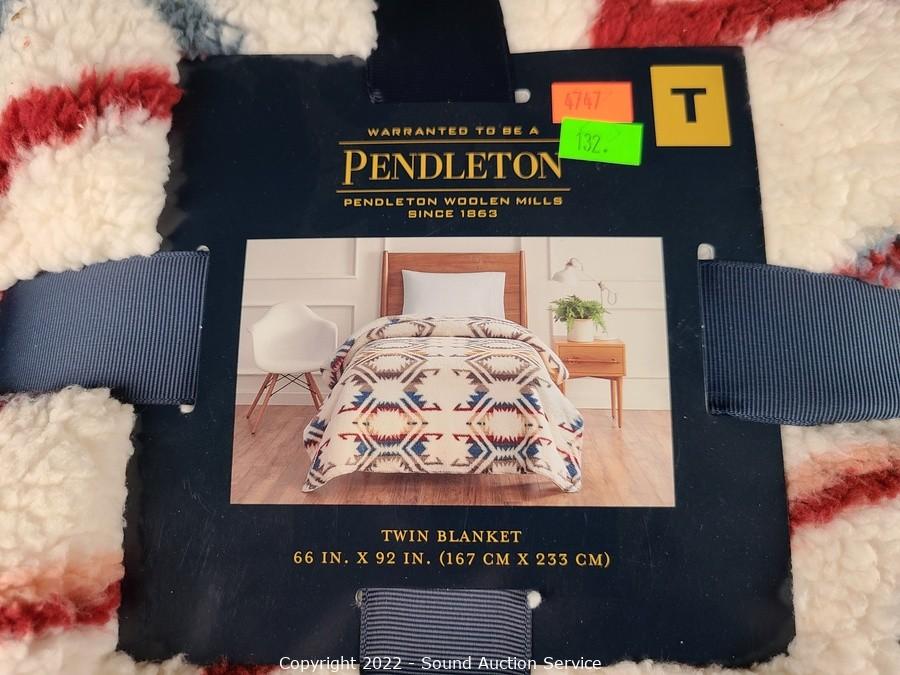 4747
T
132.
WARRANTED TO BE A
PENDLETON
PENDLETON WOOLEN MILLS
SINCE 1863
TWIN BLANKET
66 IN. X 92 IN. (167 CM X 233 CM)
Copyright 2022 - Sound Auction Service